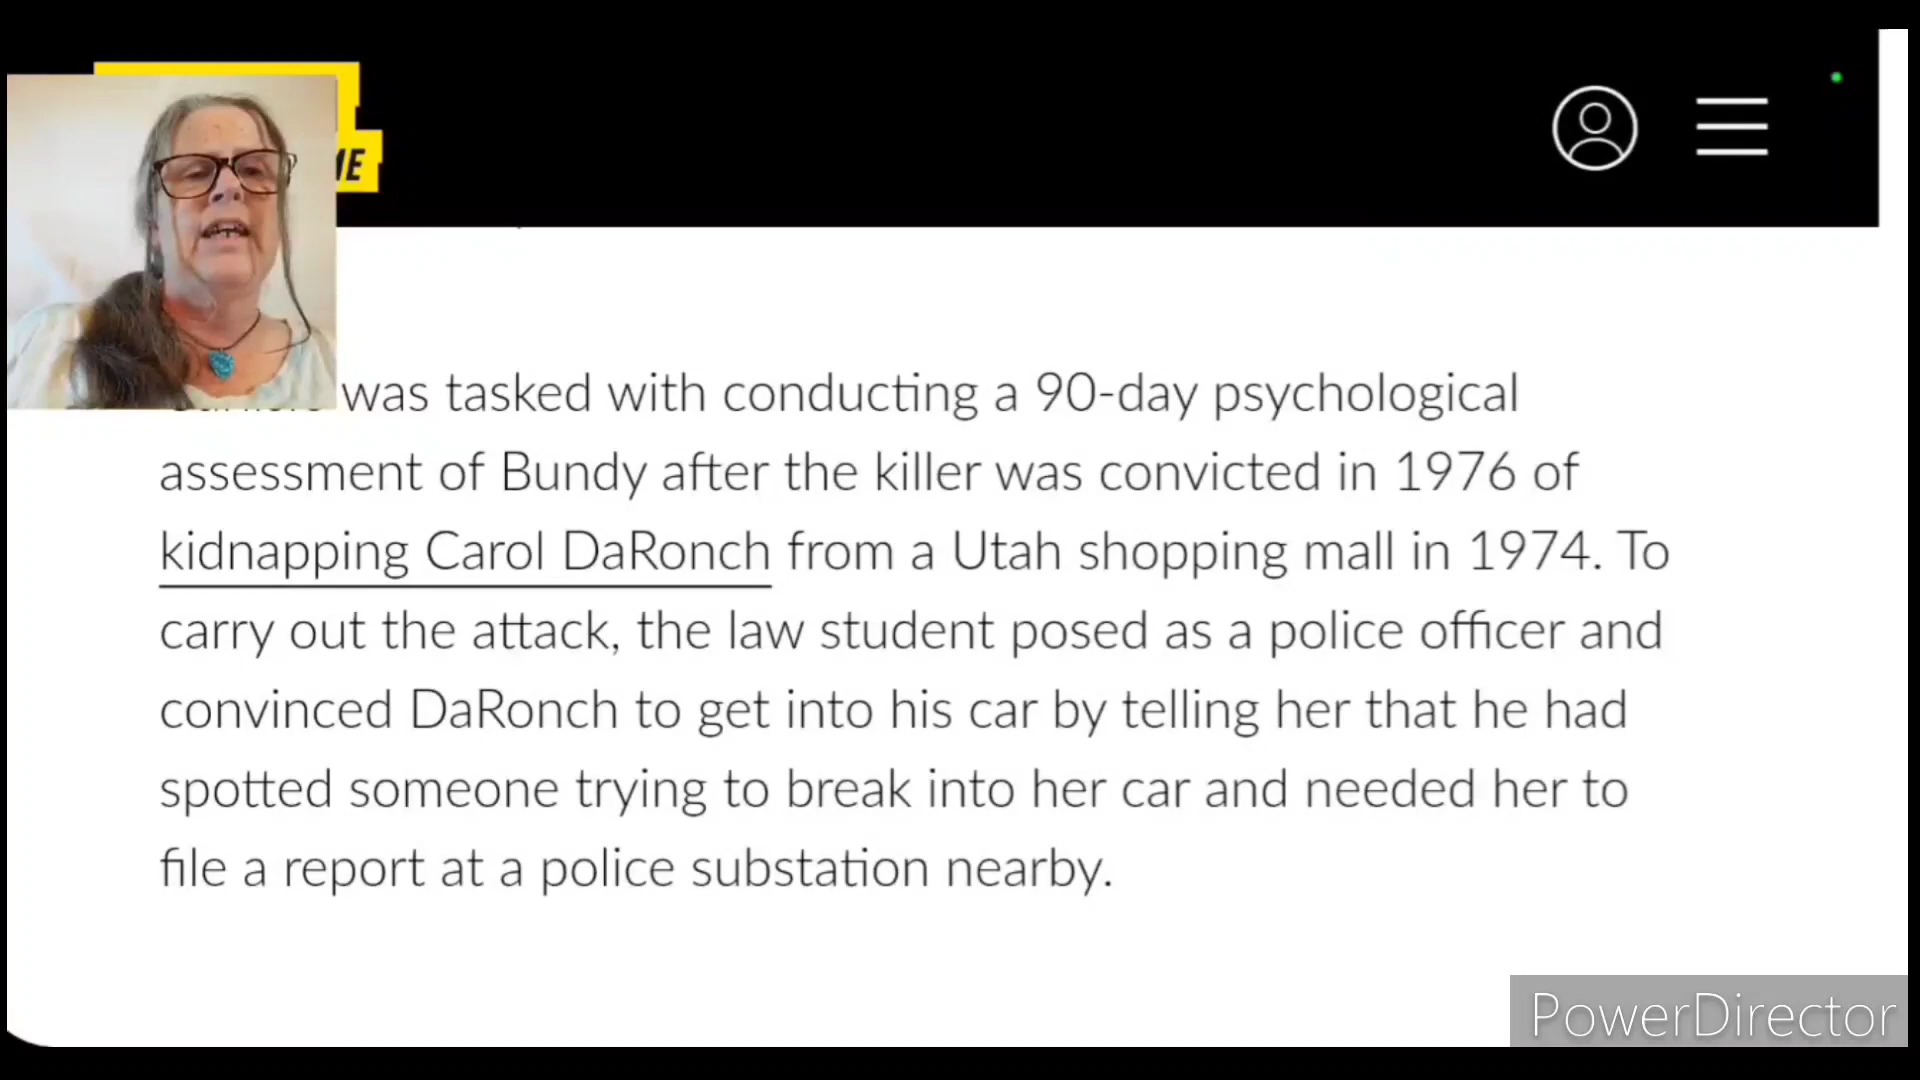 ME
was tasked with conducting a 90-day psychological
assessment of Bundy after the killer was convicted in 1976 of
kidnapping Carol DaRonch from a Utah shopping mall in 1974. To
carry out the attack, the law student posed as a police officer and
convinced DaRonch to get into his car by telling her that he had
spotted someone trying to break into her car and needed her to
file a report at a police substation nearby.
PowerDirector